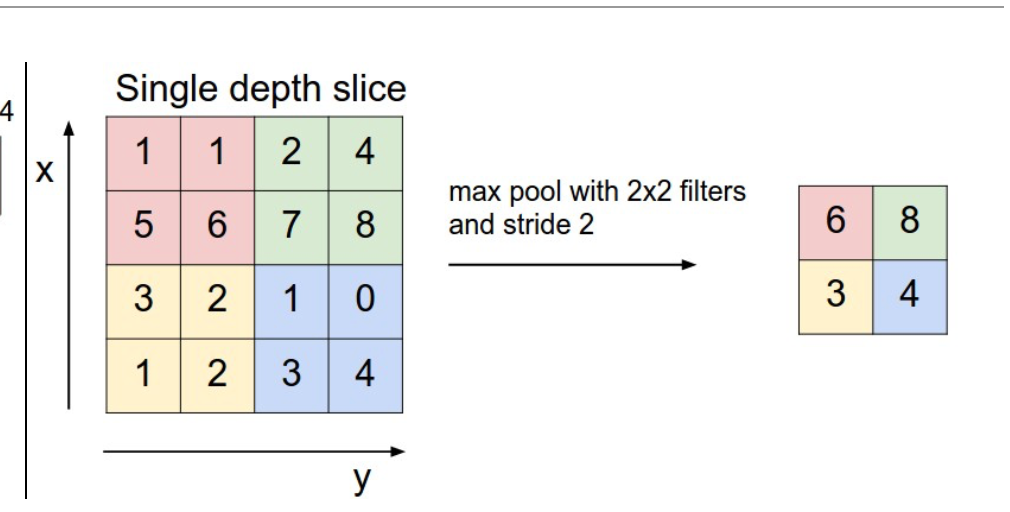 4
Single depth slice
x
1 1 2 4
5 6 7 8
3 2 1 0
1 2 3 4
y
max pool with 2x2 filters
and stride 2
6 8
3 4